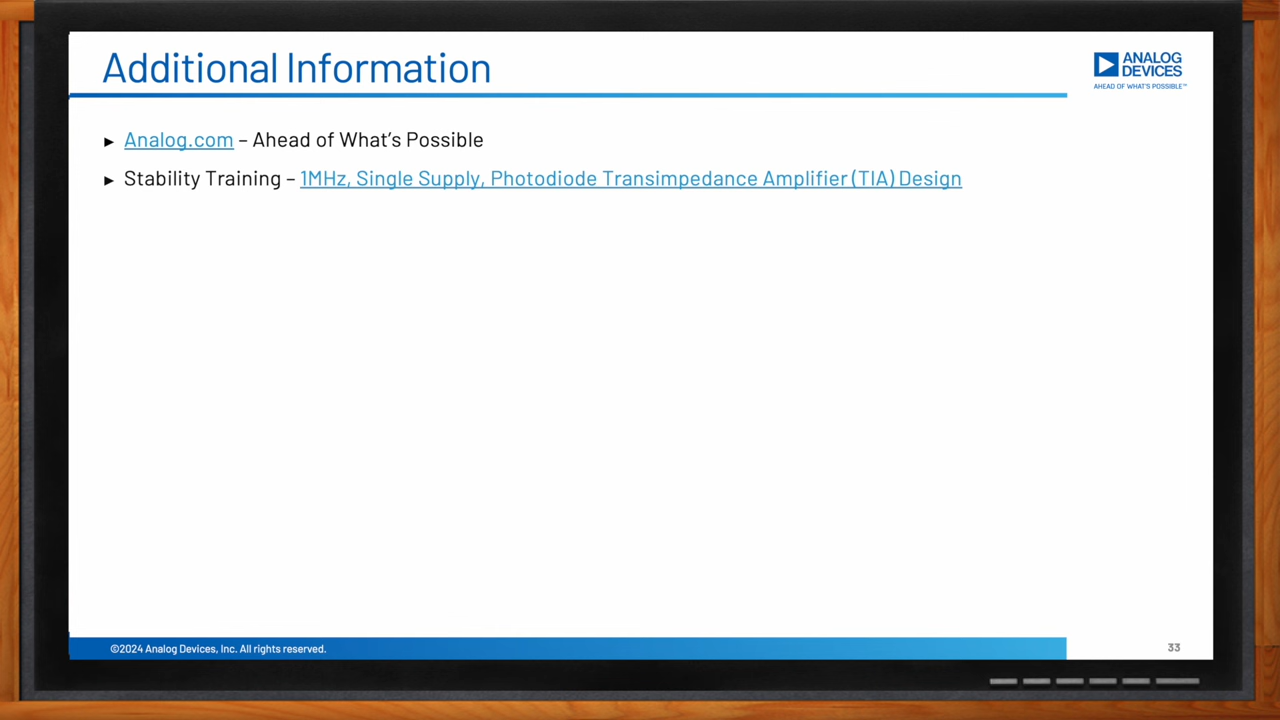 Additional Information
ANALOG
DEVICES
AHEAD OF WHAT'S POSSIBLE™
► Analog.com – Ahead of What's Possible
► Stability Training – 1MHz, Single Supply, Photodiode Transimpedance Amplifier (TIA) Design
©2024 Analog Devices, Inc. All rights reserved.
33